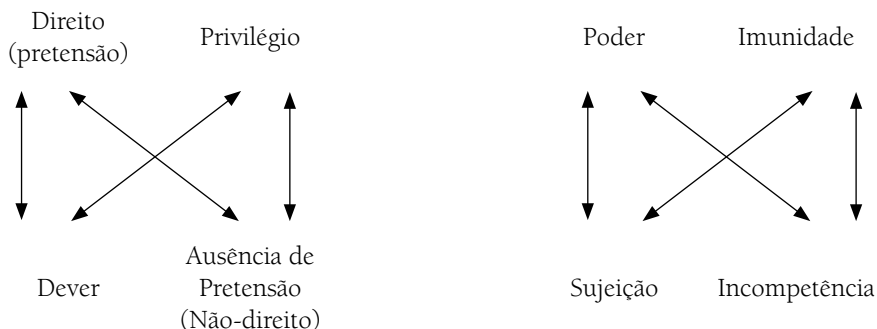 Direito
(pretensão)
Privilégio
Poder
Imunidade
Dever
Ausência de
Pretensão
(Não-direito)
Sujeição
Incompetência